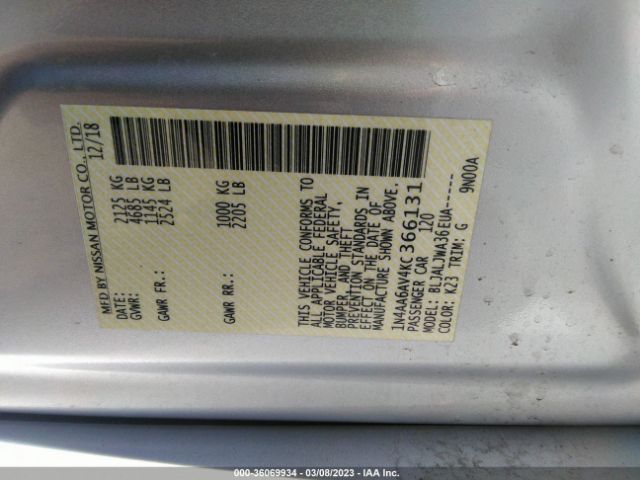 MFD BY NISSAN MOTOR CO., LTD.
DATE: 12/18
GVWR: 2125 KG
4685 LB
GAWR FR.: 1145 KG
2524 LB
GAWR RR.: 1000 KG
2205 LB
THIS VEHICLE CONFORMS TO
ALL APPLICABLE FEDERAL
MOTOR VEHICLE SAFETY,
BUMPER, AND THEFT
PREVENTION STANDARDS IN
EFFECT ON THE DATE OF
MANUFACTURE SHOWN ABOVE.
1N4AA6AV4KC366131
PASSENGER CAR 120
MODEL: BLJALJWA36EUA-----
COLOR: K23 TRIM: G 9N00A
000-36069934 - 03/08/2023 - IAA Inc.